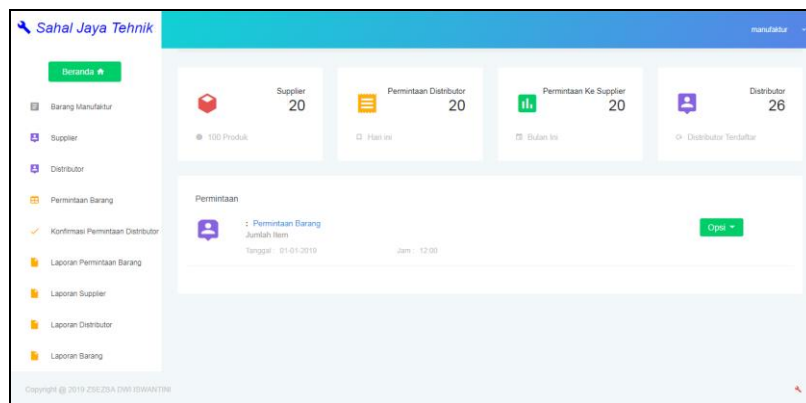 Sahal Jaya Tehnik
manufaktur
Beranda
Barang Manufaktur
Supplier
Distributor
Permintaan Barang
Konfirmasi Permintaan Distributor
Laporan Permintaan Barang
Laporan Supplier
Laporan Distributor
Laporan Barang
Supplier
20
100 Produk
Permintaan Distributor
20
Hari ini
Permintaan Ke Supplier
20
Bulan Ini
Distributor
26
Distributor Terdaftar
Permintaan
: Permintaan Barang
Jumlah Item
Tanggal : 01-01-2019 Jam : 12:00
Opsi
Copyright @ 2019 ZSEZSA DWI ISWANTINI